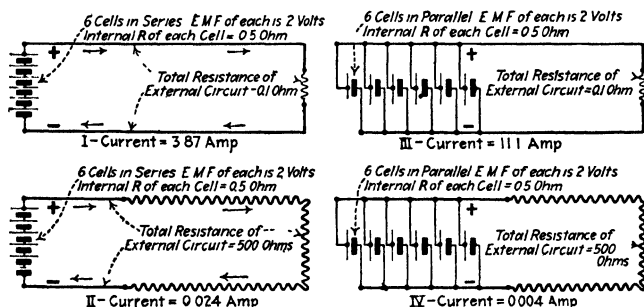 6 Cells in Series E M F of each is 2 Volts
Internal R of each Cell = 0 5 Ohm
+
Total Resistance of
External Circuit-0.1 Ohm
−
I-Current = 3 87 Amp
6 Cells in Parallel E M F of each is 2 Volts
Internal R of each Cell = 0 5 Ohm
+
Total Resistance of
External Circuit=0.1 Ohm
−
III-Current = 11 1 Amp
6 Cells in Series E M F of each is 2 Volts
Internal R of each Cell = 0.5 Ohm
+
Total Resistance of
External Circuit=500 Ohms
−
II-Current = 0 024 Amp
6 Cells in Parallel E M F of each is 2 Volts
Internal R of each Cell = 0 5 Ohm
+
Total Resistance of
External Circuit=500
Ohms
−
IV-Current = 0 004 Amp